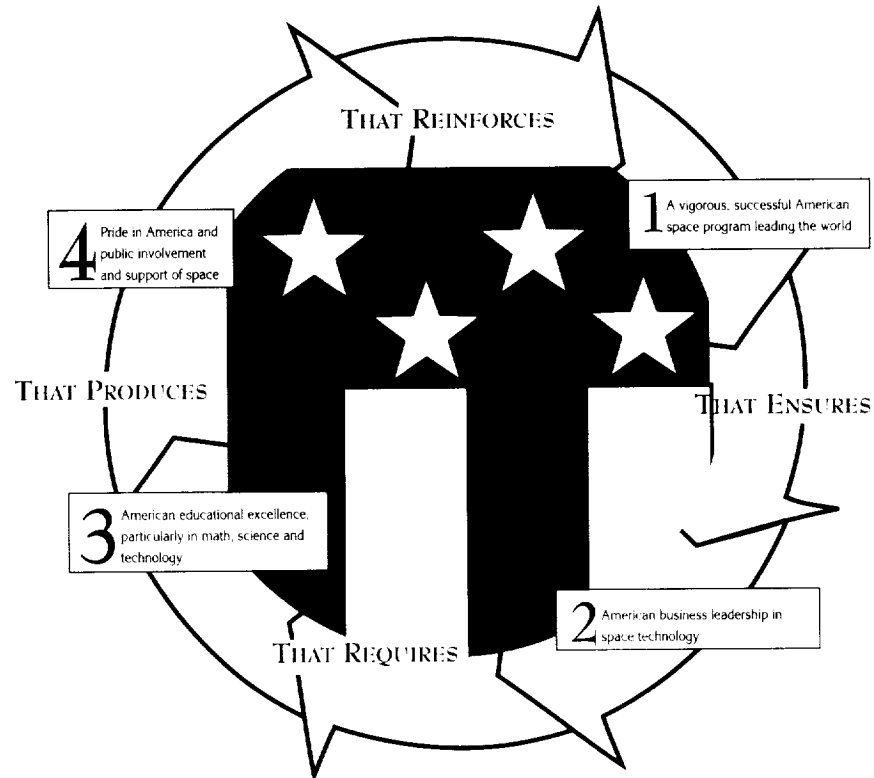 THAT REINFORCES
1
A vigorous, successful American
space program leading the world
THAT ENSURES
2
American business leadership in
space technology
THAT REQUIRES
3
American educational excellence,
particularly in math, science and
technology
THAT PRODUCES
4
Pride in America and
public involvement
and support of space